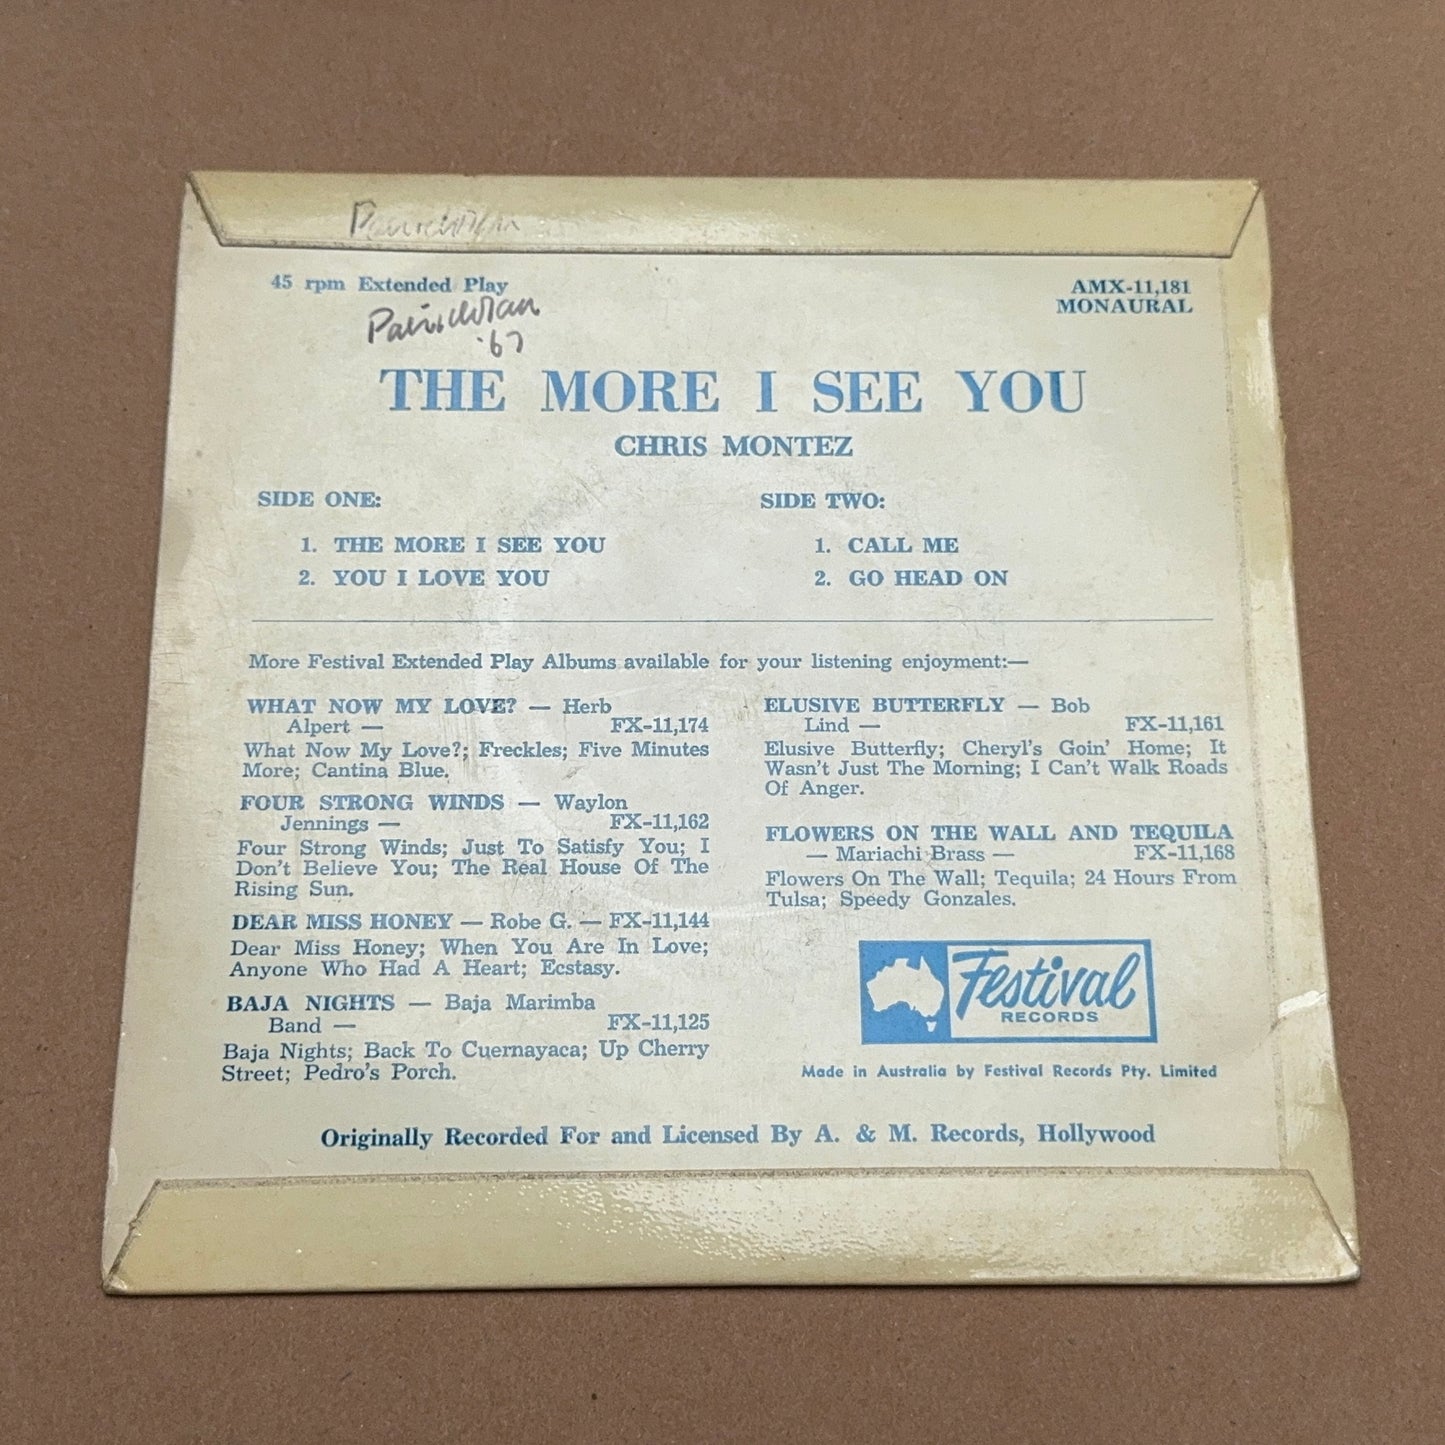 45 rpm Extended Play
AMX-11,181
MONAURAL
'67
THE MORE I SEE YOU
CHRIS MONTEZ
SIDE ONE:
1. THE MORE I SEE YOU
2. YOU I LOVE YOU
SIDE TWO:
1. CALL ME
2. GO HEAD ON
More Festival Extended Play Albums available for your listening enjoyment:—
WHAT NOW MY LOVE? — Herb
Alpert — FX-11,174
What Now My Love?; Freckles; Five Minutes
More; Cantina Blue.
FOUR STRONG WINDS — Waylon
Jennings — FX-11,162
Four Strong Winds; Just To Satisfy You; I
Don't Believe You; The Real House Of The
Rising Sun.
DEAR MISS HONEY — Robe G. — FX-11,144
Dear Miss Honey; When You Are In Love;
Anyone Who Had A Heart; Ecstasy.
BAJA NIGHTS — Baja Marimba
Band — FX-11,125
Baja Nights; Back To Cuernayaca; Up Cherry
Street; Pedro's Porch.
ELUSIVE BUTTERFLY — Bob
Lind — FX-11,161
Elusive Butterfly; Cheryl's Goin' Home; It
Wasn't Just The Morning; I Can't Walk Roads
Of Anger.
FLOWERS ON THE WALL AND TEQUILA
— Mariachi Brass — FX-11,168
Flowers On The Wall; Tequila; 24 Hours From
Tulsa; Speedy Gonzales.
Festival
RECORDS
Made in Australia by Festival Records Pty. Limited
Originally Recorded For and Licensed By A. & M. Records, Hollywood